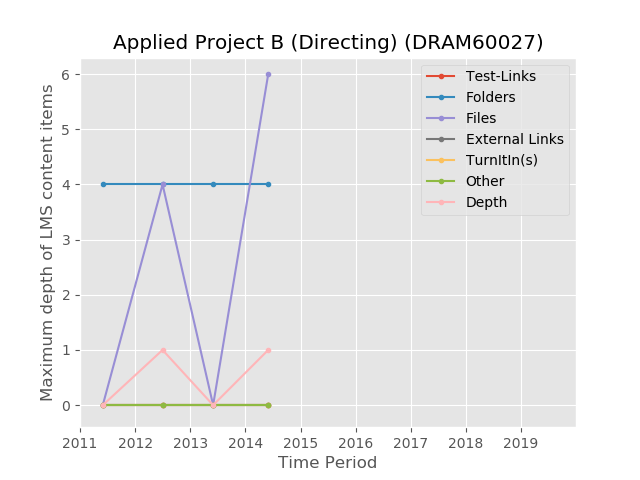 Applied Project B (Directing) (DRAM60027)
Maximum depth of LMS content items
6
5
4
3
2
1
0
Test-Links
Folders
Files
External Links
TurnItIn(s)
Other
Depth
2011 2012 2013 2014 2015 2016 2017 2018 2019
Time Period